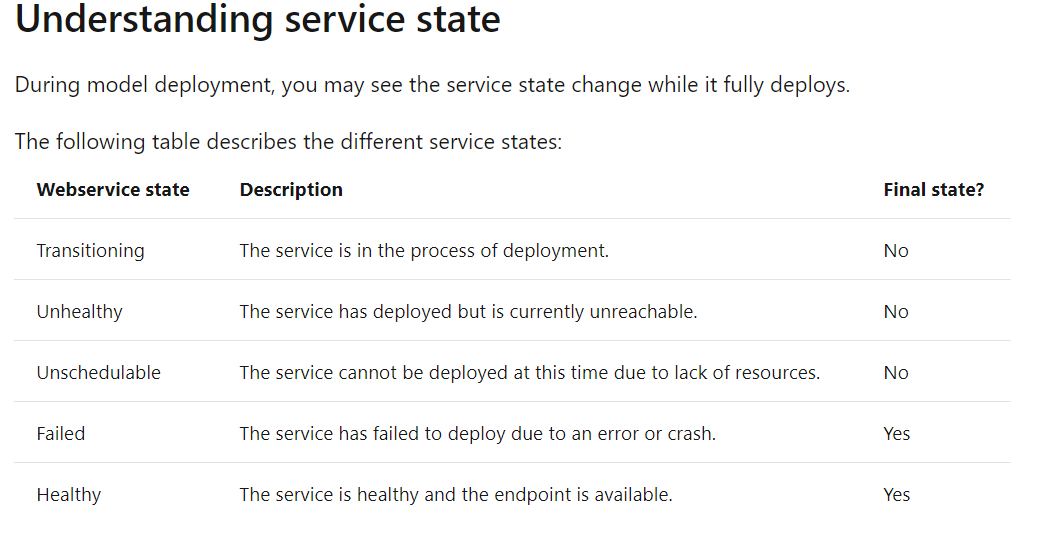 Understanding service state
During model deployment, you may see the service state change while it fully deploys.
The following table describes the different service states:
Webservice state Description Final state?
Transitioning The service is in the process of deployment. No
Unhealthy The service has deployed but is currently unreachable. No
Unschedulable The service cannot be deployed at this time due to lack of resources. No
Failed The service has failed to deploy due to an error or crash. Yes
Healthy The service is healthy and the endpoint is available. Yes